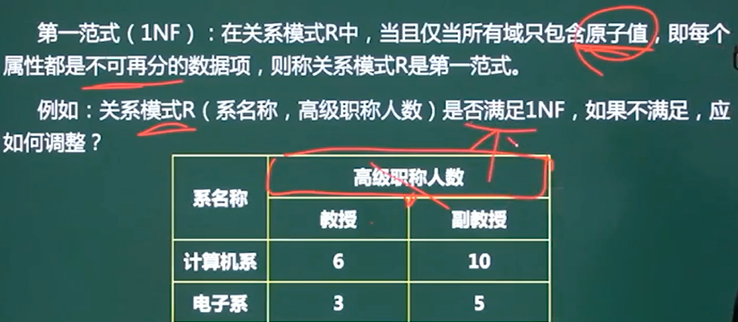 第一范式（1NF）：在关系模式R中，当且仅当所有域只包含原子值，即每个
属性都是不可再分的数据项，则称关系模式R是第一范式。
例如：关系模式R（系名称，高级职称人数）是否满足1NF，如果不满足，应
如何调整？
系名称 高级职称人数
教授 副教授
计算机系 6 10
电子系 3 5